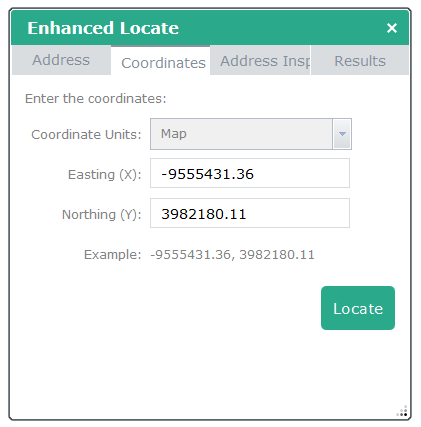 Enhanced Locate ×
Address Coordinates Address Insp Results
Enter the coordinates:
Coordinate Units: Map
Easting (X): -9555431.36
Northing (Y): 3982180.11
Example: -9555431.36, 3982180.11
Locate